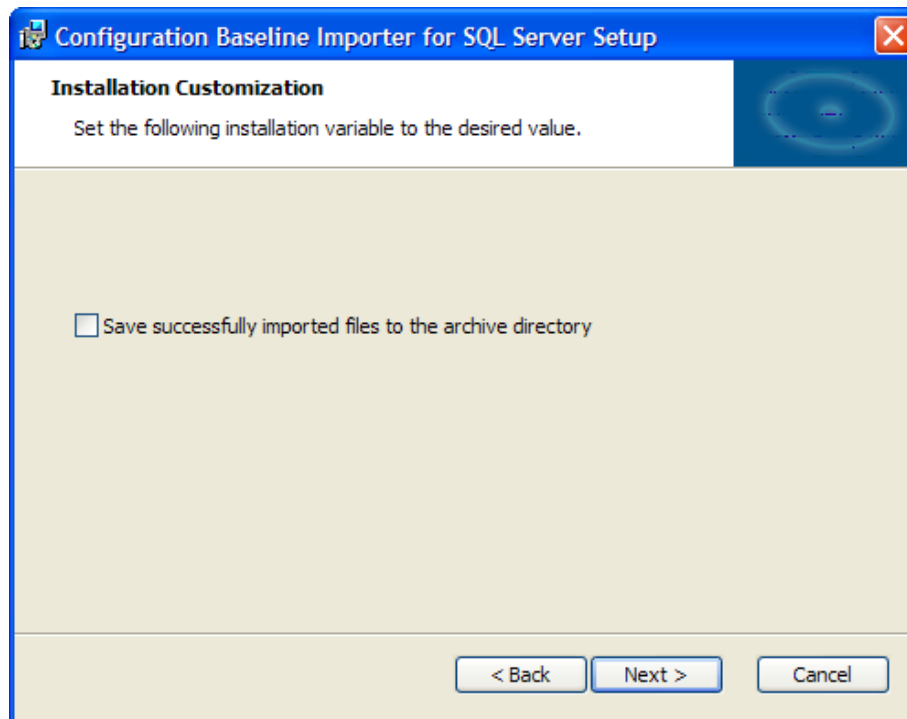 Configuration Baseline Importer for SQL Server Setup
Installation Customization
Set the following installation variable to the desired value.
Save successfully imported files to the archive directory
< Back Next > Cancel